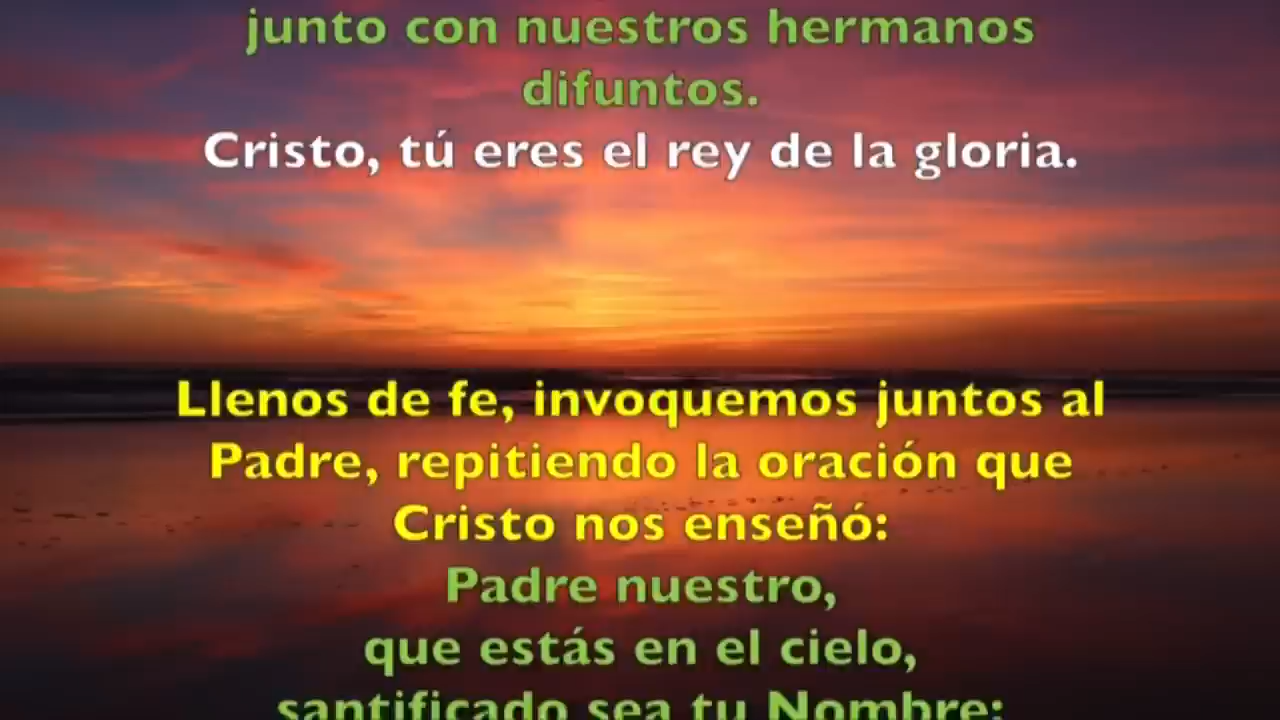 junto con nuestros hermanos
difuntos.
Cristo, tú eres el rey de la gloria.
Llenos de fe, invoquemos juntos al
Padre, repitiendo la oración que
Cristo nos enseñó:
Padre nuestro,
que estás en el cielo,
santificado sea tu Nombre;